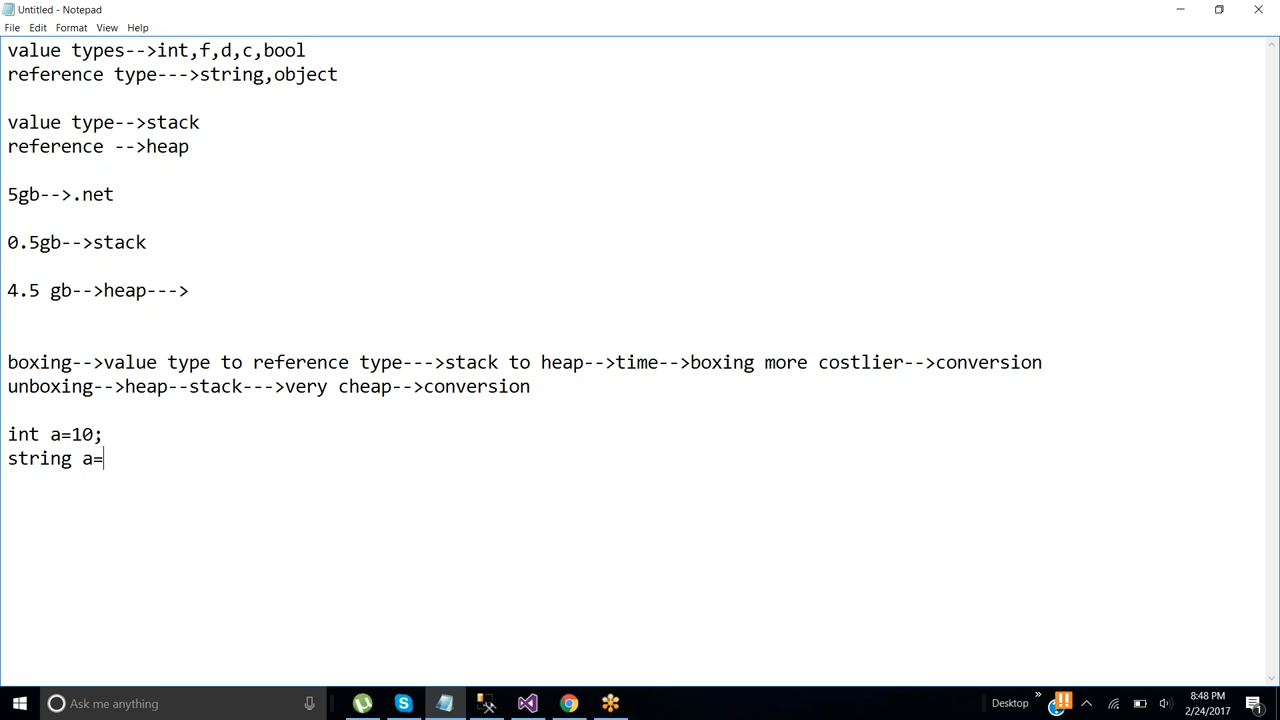 Untitled - Notepad
File Edit Format View Help
value types-->int,f,d,c,bool
reference type--->string,object
value type-->stack
reference -->heap
5gb-->.net
0.5gb-->stack
4.5 gb-->heap--->
boxing-->value type to reference type--->stack to heap-->time-->boxing more costlier-->conversion
unboxing-->heap--stack--->very cheap-->conversion
int a=10;
string a=
Ask me anything
Desktop
8:48 PM
2/24/2017
1